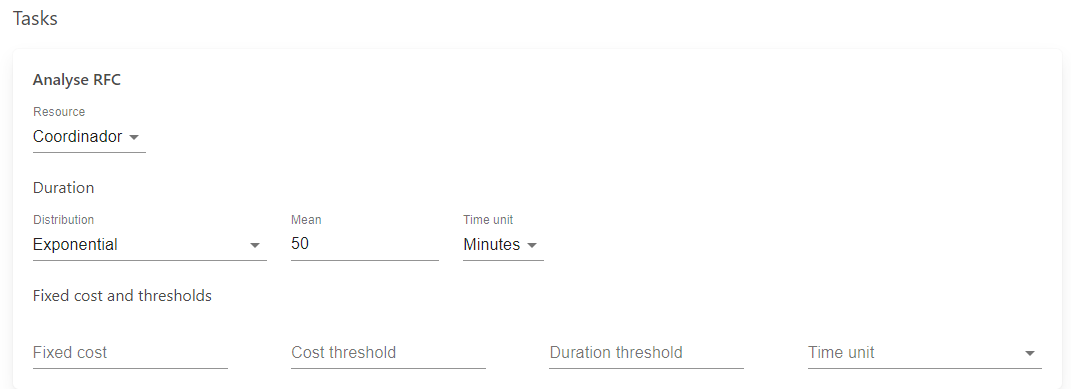 Tasks
Analyse RFC
Resource
Coordinador
Duration
Distribution Mean Time unit
Exponential 50 Minutes
Fixed cost and thresholds
Fixed cost Cost threshold Duration threshold Time unit